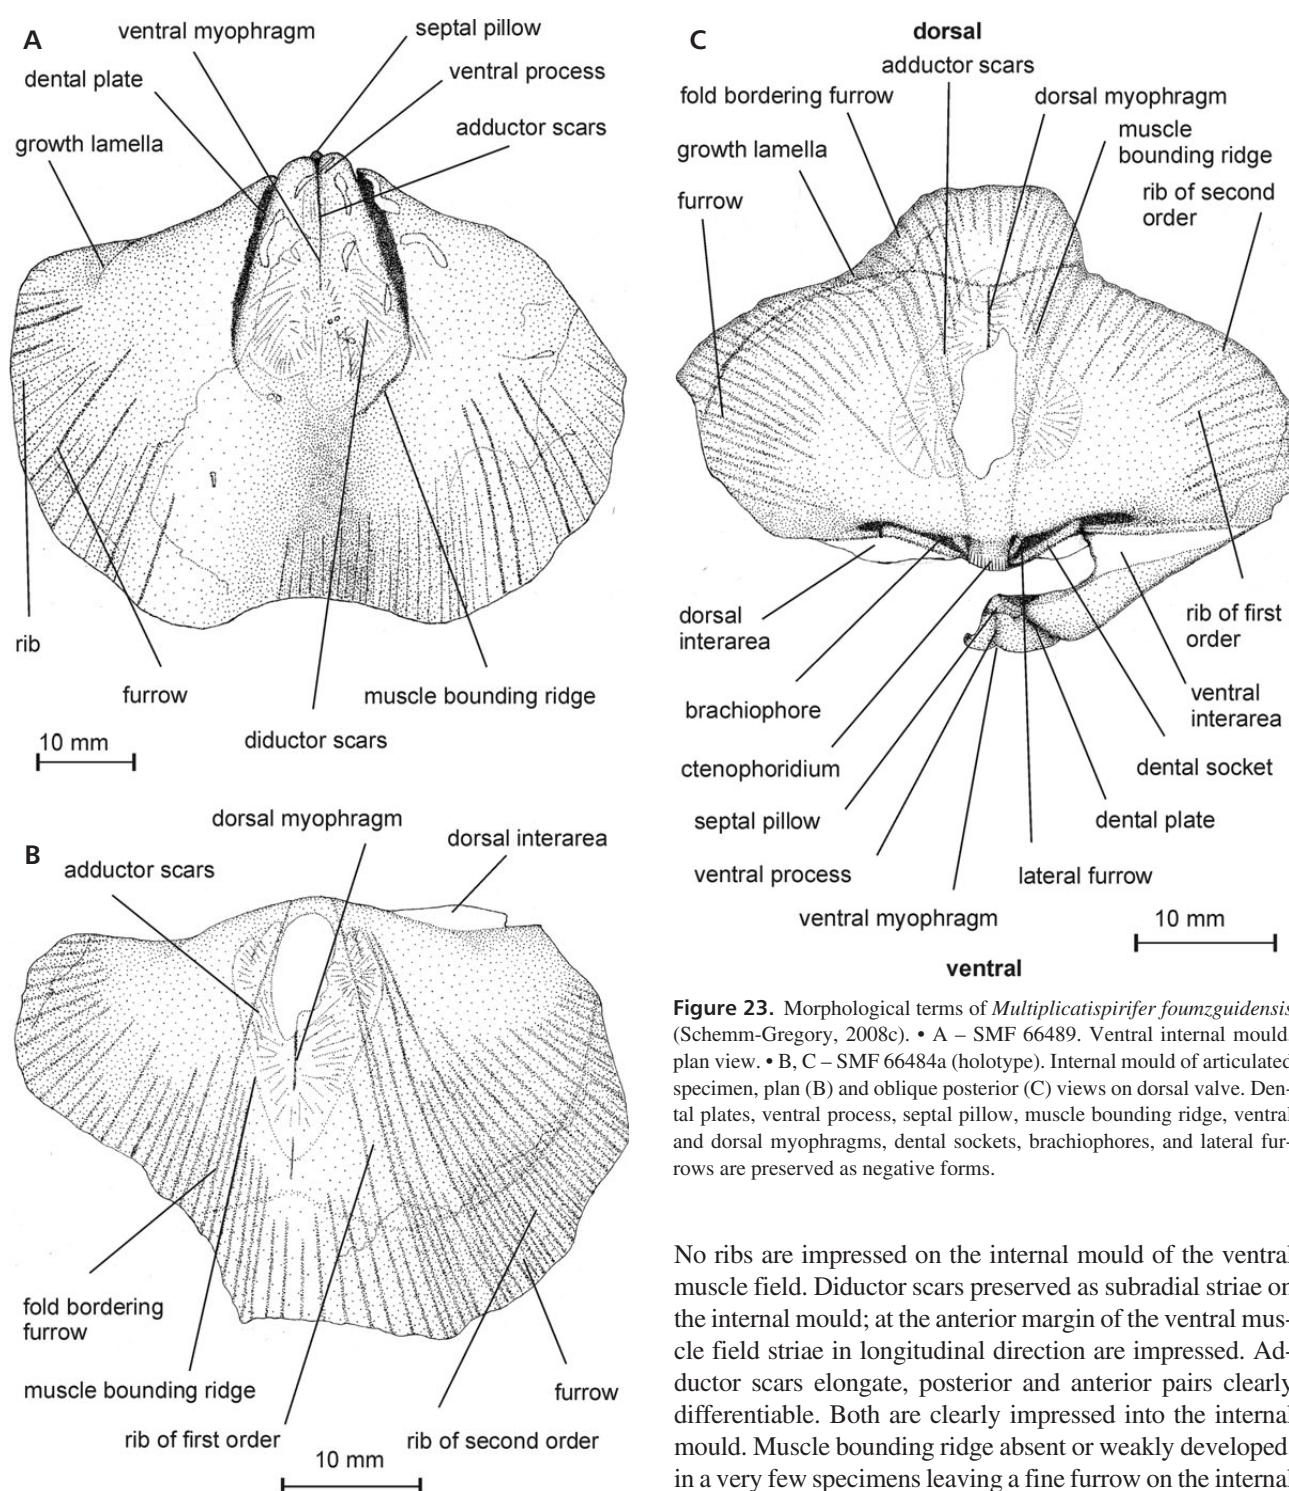 A
ventral myophragm
septal pillow
dental plate
ventral process
growth lamella
adductor scars
rib
furrow
muscle bounding ridge
diductor scars
10 mm
B
dorsal myophragm
dorsal interarea
adductor scars
fold bordering
furrow
muscle bounding ridge
furrow
rib of first order
rib of second order
10 mm
C
dorsal
adductor scars
fold bordering furrow
dorsal myophragm
growth lamella
muscle
bounding ridge
furrow
rib of second
order
dorsal
interarea
rib of first
order
brachiophore
ventral
interarea
ctenophoridium
dental socket
septal pillow
dental plate
ventral process
lateral furrow
ventral myophragm
10 mm
ventral
Figure 23. Morphological terms of Multiplicatispirifer foumzguidensis
(Schemm-Gregory, 2008c). • A – SMF 66489. Ventral internal mould,
plan view. • B, C – SMF 66484a (holotype). Internal mould of articulated
specimen, plan (B) and oblique posterior (C) views on dorsal valve. Den-
tal plates, ventral process, septal pillow, muscle bounding ridge, ventral
and dorsal myophragms, dental sockets, brachiophores, and lateral fur-
rows are preserved as negative forms.
No ribs are impressed on the internal mould of the ventral
muscle field. Diductor scars preserved as subradial striae on
the internal mould; at the anterior margin of the ventral mus-
cle field striae in longitudinal direction are impressed. Ad-
ductor scars elongate, posterior and anterior pairs clearly
differentiable. Both are clearly impressed into the internal
mould. Muscle bounding ridge absent or weakly developed,
in a very few specimens leaving a fine furrow on the internal